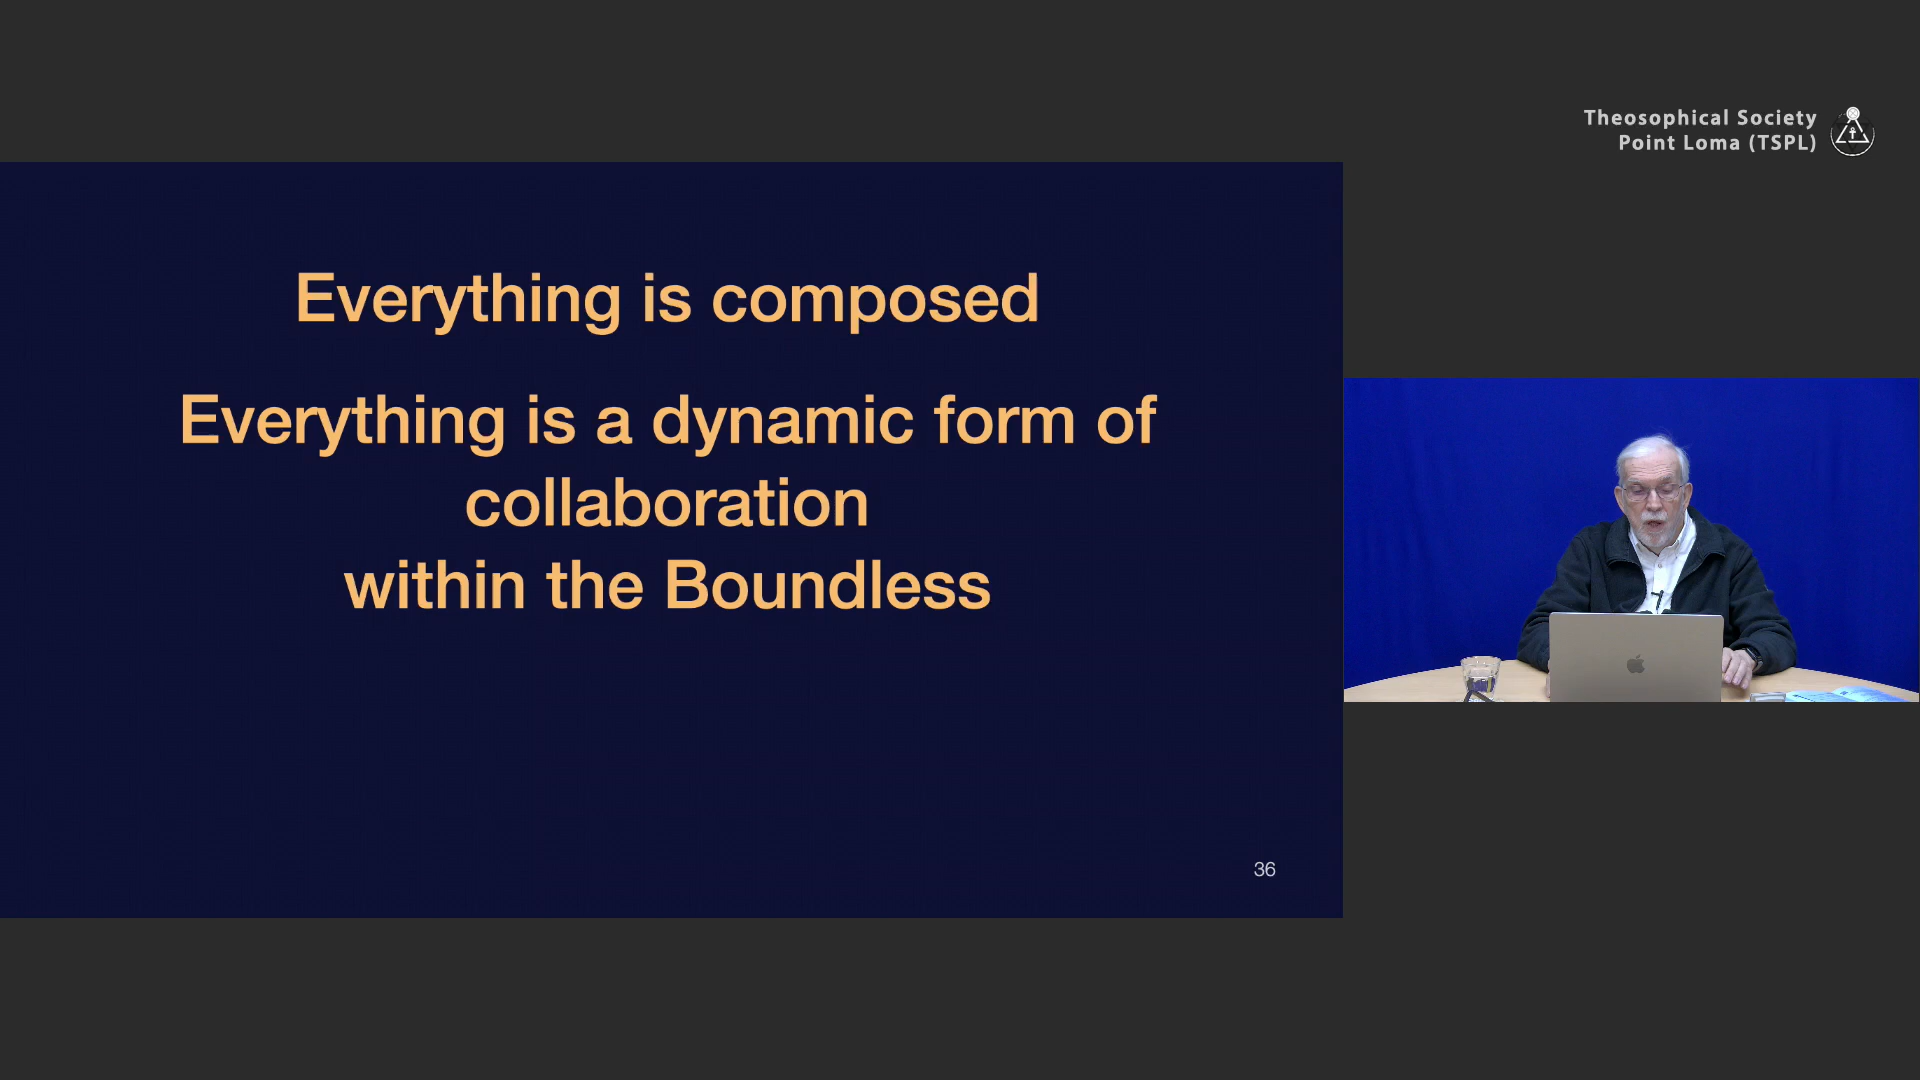 Theosophical Society
Point Loma (TSPL)
Everything is composed
Everything is a dynamic form of
collaboration
within the Boundless
36